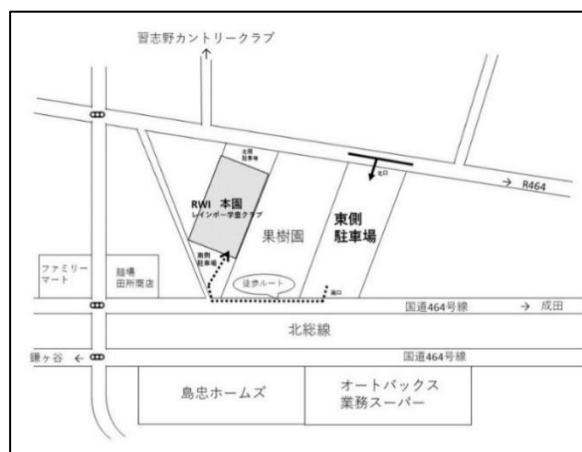 習志野カントリークラブ
北側
駐車場
北口
→ R464
RWI 本園
レインボー学童クラブ
果樹園
東側
駐車場
南側
駐車場
ファミリー
マート
麺場
田所商店
徒歩ルート
南口
国道464号線 → 成田
北総線
鎌ヶ谷 ←
国道464号線
島忠ホームズ
オートバックス
業務スーパー